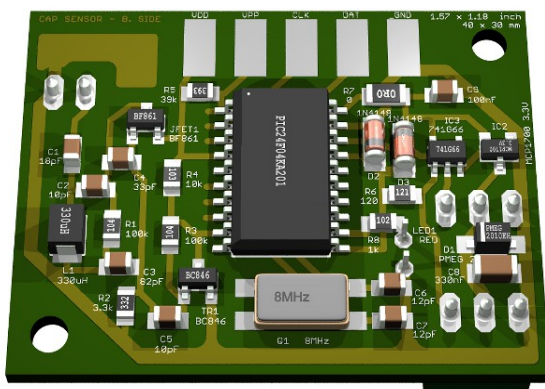 CAP SENSOR - B. SIDE
VDD
VPP
CLK
DAT
GND
1.57 x 1.18 inch
40 x 30 mm
R5
39k
393
BF861
JFET1
BF861
C1
18pF
C2
10pF
C4
33pF
R4
10k
103
PIC24F04KA201
R7
0
0R0
C9
100nF
1N4148
1N4148
D2
D3
IC3
741G66
741G66
IC2
MCP1700 3.3V
R6
120
121
330uH
L1
330uH
104
R1
100k
104
R3
100k
102
R8
1k
LED1
RED
D1
PMEG
2010EH
PMEG
C8
330nF
C3
82pF
BC846
TR1
BC846
R2
3.3k
332
C5
10pF
8MHz
Q1 8MHz
C6
12pF
C7
12pF